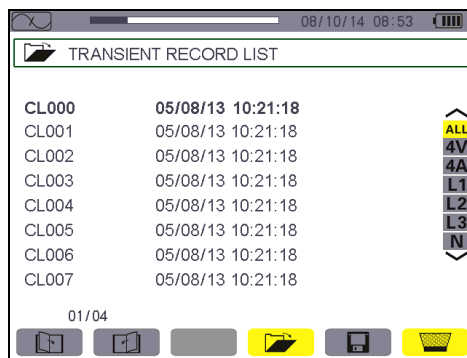 08/10/14 08:53
TRANSIENT RECORD LIST
CL000 05/08/13 10:21:18
CL001 05/08/13 10:21:18
CL002 05/08/13 10:21:18
CL003 05/08/13 10:21:18
CL004 05/08/13 10:21:18
CL005 05/08/13 10:21:18
CL006 05/08/13 10:21:18
CL007 05/08/13 10:21:18
ALL
4V
4A
L1
L2
L3
N
01/04